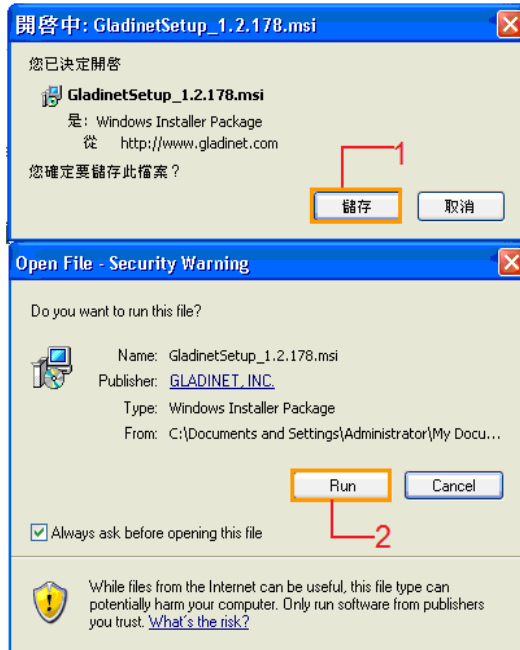 開啓中: GladinetSetup_1.2.178.msi
您已決定開啓
GladinetSetup_1.2.178.msi
是: Windows Installer Package
從 http://www.gladinet.com
您確定要儲存此檔案？
1
儲存 取消
Open File - Security Warning
Do you want to run this file?
Name: GladinetSetup_1.2.178.msi
Publisher: GLADINET, INC.
Type: Windows Installer Package
From: C:\Documents and Settings\Administrator\My Docu...
Run Cancel
Always ask before opening this file
2
While files from the Internet can be useful, this file type can
potentially harm your computer. Only run software from publishers
you trust. What's the risk?